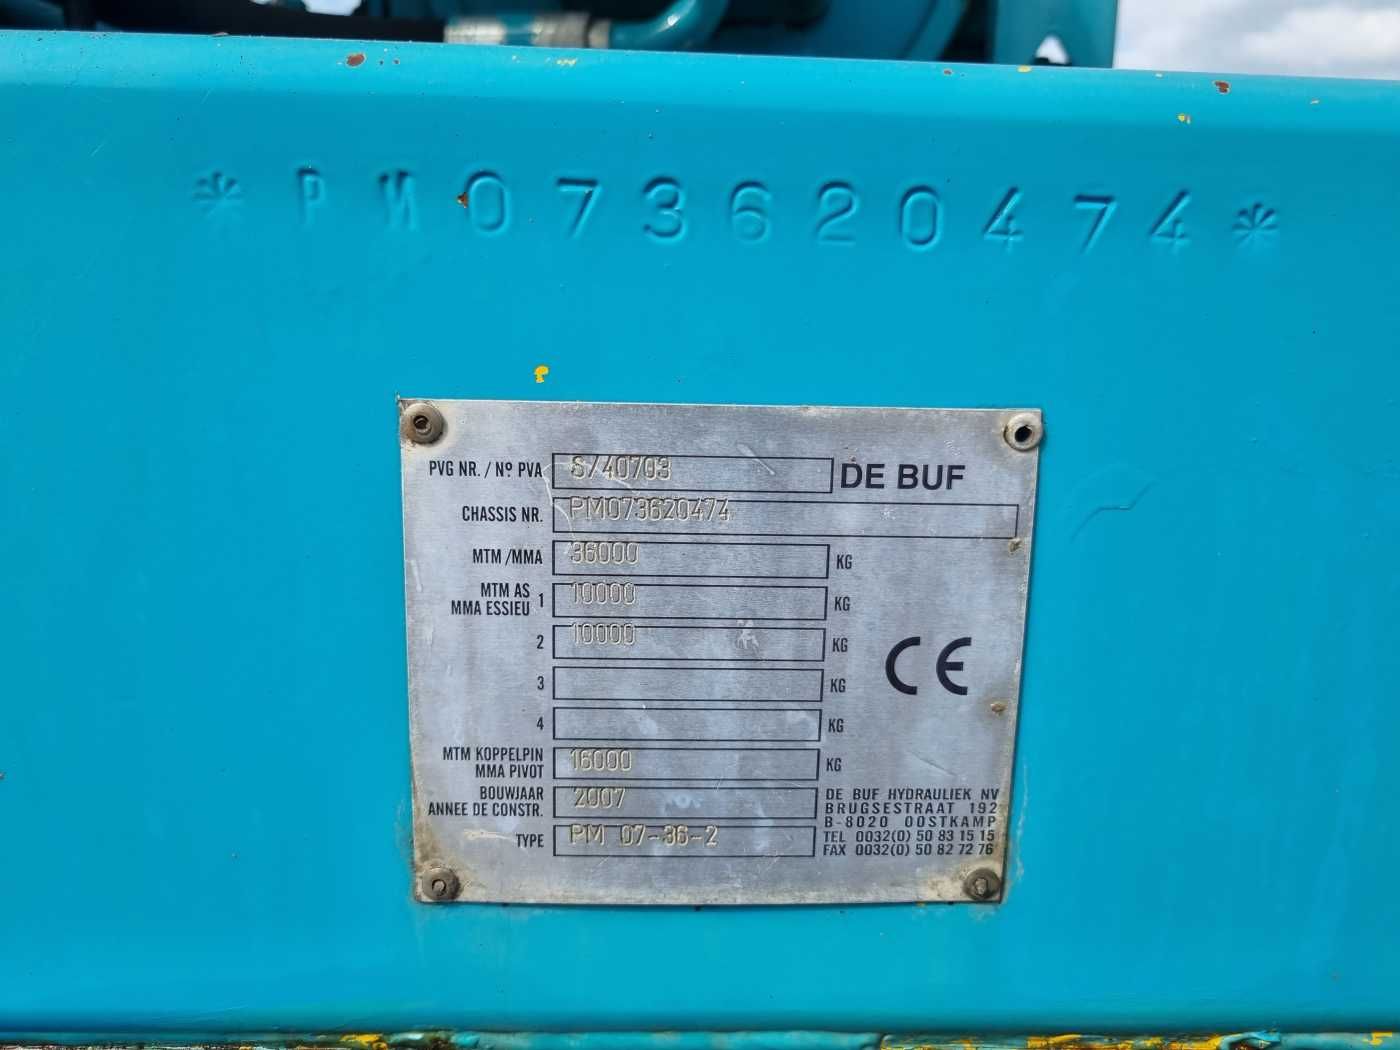 *PM073620474*
PVG NR. / Nº PVA S/40703 DE BUF
CHASSIS NR. PM073620474
MTM /MMA 36000 KG
MTM AS
MMA ESSIEU 1 10000 KG
2 10000 KG
3 KG
4 KG
MTM KOPPELPIN
MMA PIVOT 16000 KG
BOUWJAAR
ANNEE DE CONSTR. 2007
TYPE PM 07-36-2
CE
DE BUF HYDRAULIEK NV
BRUGSESTRAAT 192
B-8020 OOSTKAMP
TEL 0032(0) 50 83 15 15
FAX 0032(0) 50 82 72 76